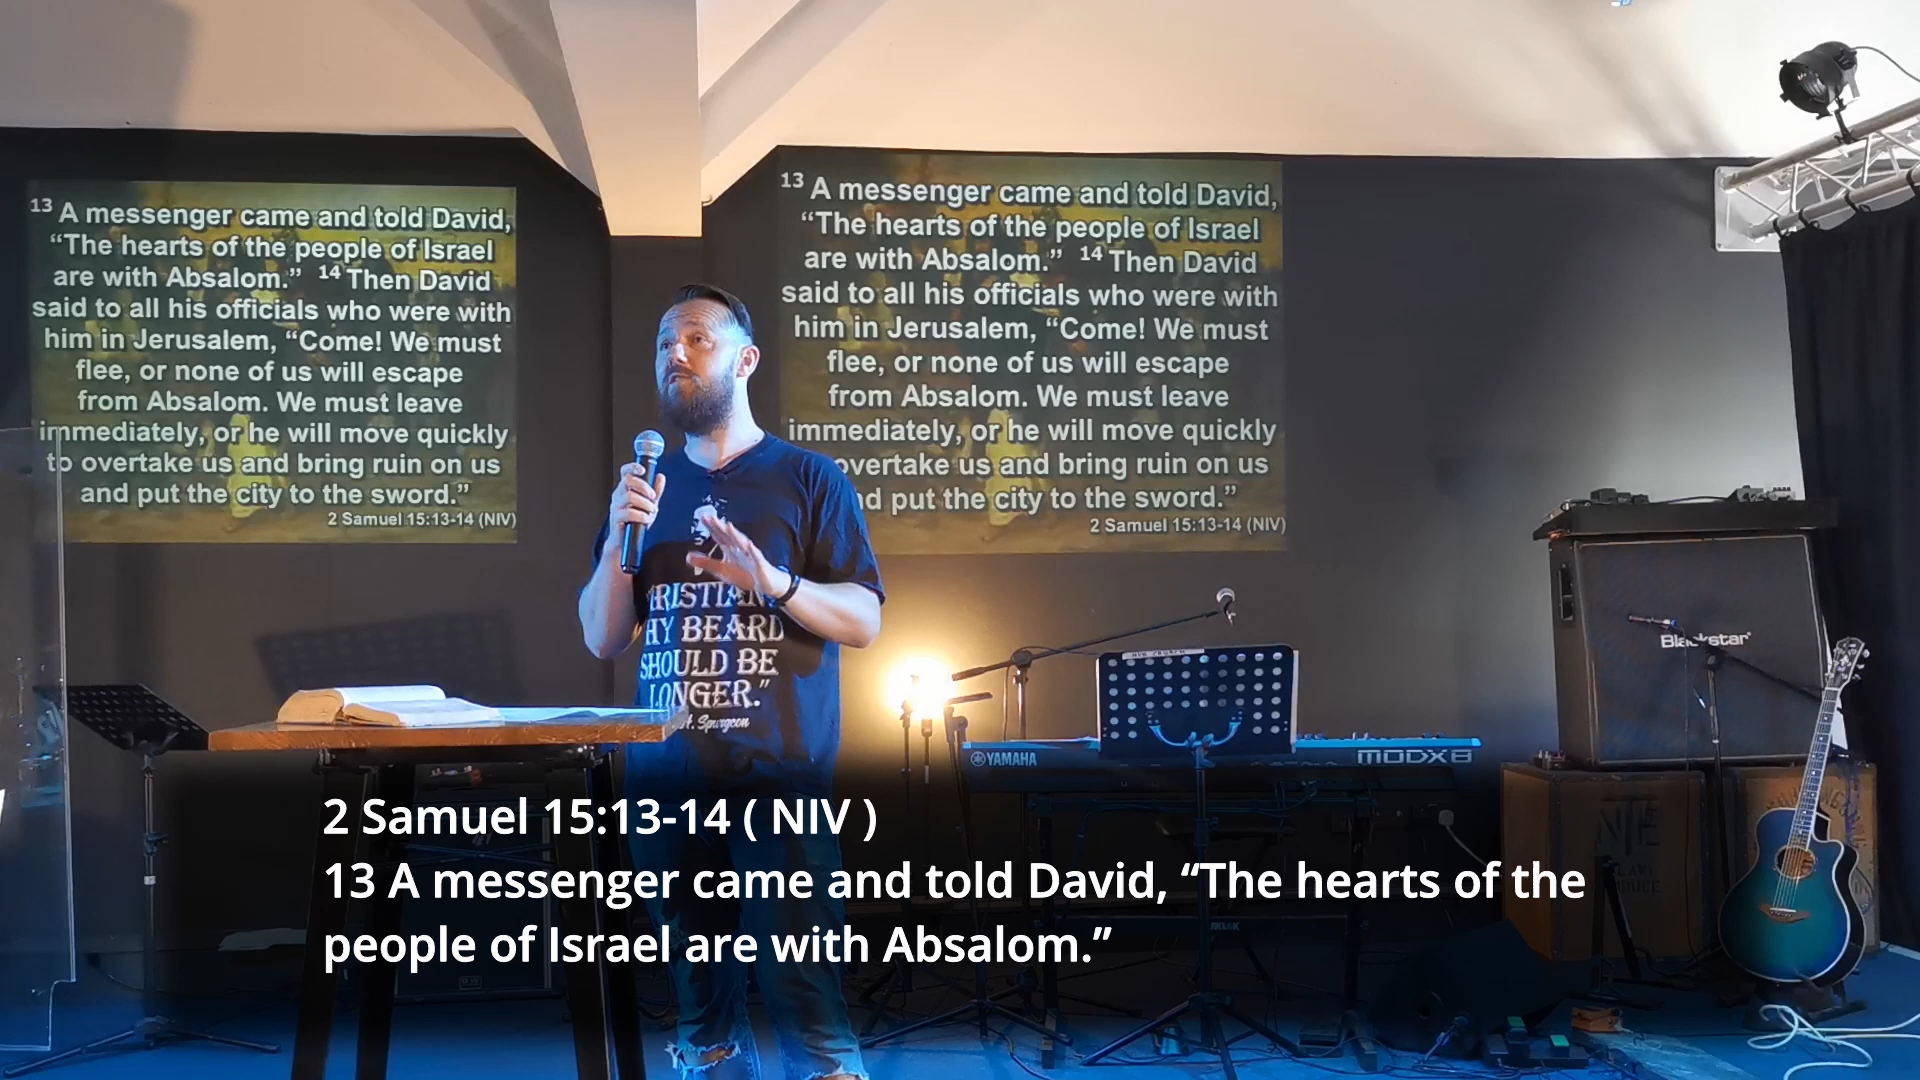 13 A messenger came and told David,
“The hearts of the people of Israel
are with Absalom.” 14 Then David
said to all his officials who were with
him in Jerusalem, “Come! We must
flee, or none of us will escape
from Absalom. We must leave
immediately, or he will move quickly
to overtake us and bring ruin on us
and put the city to the sword.”
2 Samuel 15:13-14 (NIV)
13 A messenger came and told David,
“The hearts of the people of Israel
are with Absalom.” 14 Then David
said to all his officials who were with
him in Jerusalem, “Come! We must
flee, or none of us will escape
from Absalom. We must leave
immediately, or he will move quickly
overtake us and bring ruin on us
put the city to the sword.”
2 Samuel 15:13-14 (NIV)
BEARD
SHOULD BE
LONGER.”
Spurgeon
Blackstar
YAMAHA
MODX8
2 Samuel 15:13-14 ( NIV )
13 A messenger came and told David, “The hearts of the
people of Israel are with Absalom.”